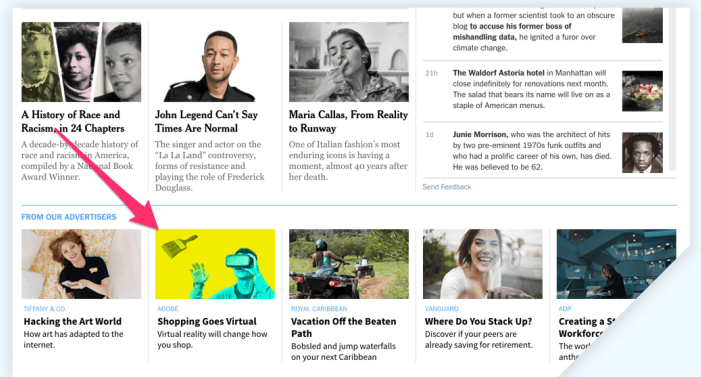 but when a former scientist took to an obscure
blog to accuse his former boss of
mishandling data, he ignited a furor over
climate change.
21h
The Waldorf Astoria hotel in Manhattan will
close indefinitely for renovations next month.
The salad that bears its name will live on as a
staple of American menus.
1d
Junie Morrison, who was the architect of hits
by two pre-eminent 1970s funk outfits and
who had a prolific career of his own, has died.
He was believed to be 62.
Send Feedback
A History of Race and
Racism, in 24 Chapters
A decade-by-decade history of
race and racism in America,
compiled by a National Book
Award Winner.
John Legend Can't Say
Times Are Normal
The singer and actor on the
"La La Land" controversy,
forms of resistance and
playing the role of Frederick
Douglass.
Maria Callas, From Reality
to Runway
One of Italian fashion's most
enduring icons is having a
moment, almost 40 years after
her death.
FROM OUR ADVERTISERS
TIFFANY & CO.
Hacking the Art World
How art has adapted to the
internet.
ADOBE
Shopping Goes Virtual
Virtual reality will change how
you shop.
ROYAL CARIBBEAN
Vacation Off the Beaten
Path
Bobsled and jump waterfalls
on your next Caribbean
VANGUARD
Where Do You Stack Up?
Discover if your peers are
already saving for retirement.
ADP
Creating a
The